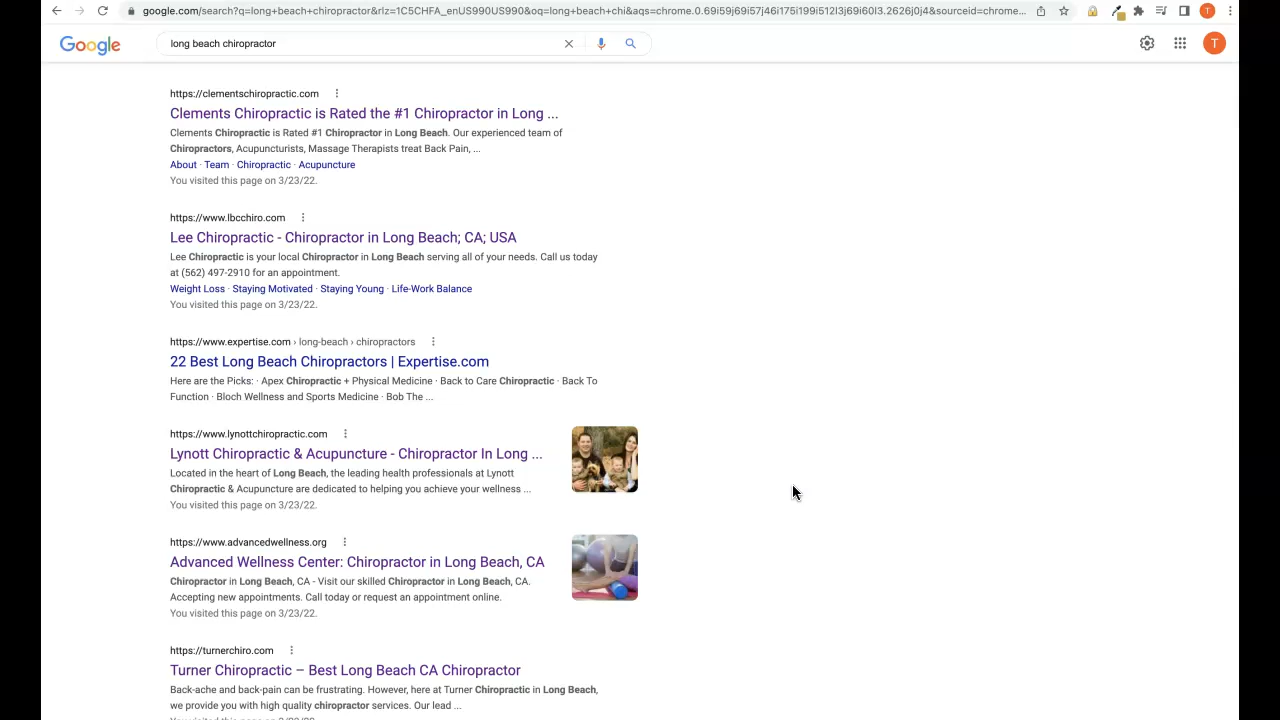 google.com/search?q=long+beach+chiropractor&rlz=1C5CHFA_enUS990US990&oq=long+beach+chi&aqs=chrome.0.69i59j69i57j46i175i199i512l3j69i60l3.2626j0j4&sourceid=chrome...
T
Google
long beach chiropractor
T
https://clementschiropractic.com
Clements Chiropractic is Rated the #1 Chiropractor in Long ...
Clements Chiropractic is Rated #1 Chiropractor in Long Beach. Our experienced team of
Chiropractors, Acupuncturists, Massage Therapists treat Back Pain, ...
About · Team · Chiropractic · Acupuncture
You visited this page on 3/23/22.
https://www.lbcchiro.com
Lee Chiropractic - Chiropractor in Long Beach; CA; USA
Lee Chiropractic is your local Chiropractor in Long Beach serving all of your needs. Call us today
at (562) 497-2910 for an appointment.
Weight Loss · Staying Motivated · Staying Young · Life-Work Balance
You visited this page on 3/23/22.
https://www.expertise.com › long-beach › chiropractors
22 Best Long Beach Chiropractors | Expertise.com
Here are the Picks: · Apex Chiropractic + Physical Medicine · Back to Care Chiropractic · Back To
Function · Bloch Wellness and Sports Medicine · Bob The ...
https://www.lynottchiropractic.com
Lynott Chiropractic & Acupuncture - Chiropractor In Long ...
Located in the heart of Long Beach, the leading health professionals at Lynott
Chiropractic & Acupuncture are dedicated to helping you achieve your wellness ...
You visited this page on 3/23/22.
https://www.advancedwellness.org
Advanced Wellness Center: Chiropractor in Long Beach, CA
Chiropractor in Long Beach, CA - Visit our skilled Chiropractor in Long Beach, CA.
Accepting new appointments. Call today or request an appointment online.
You visited this page on 3/23/22.
https://turnerchiro.com
Turner Chiropractic – Best Long Beach CA Chiropractor
Back-ache and back-pain can be frustrating. However, here at Turner Chiropractic in Long Beach,
we provide you with high quality chiropractor services. Our lead ...